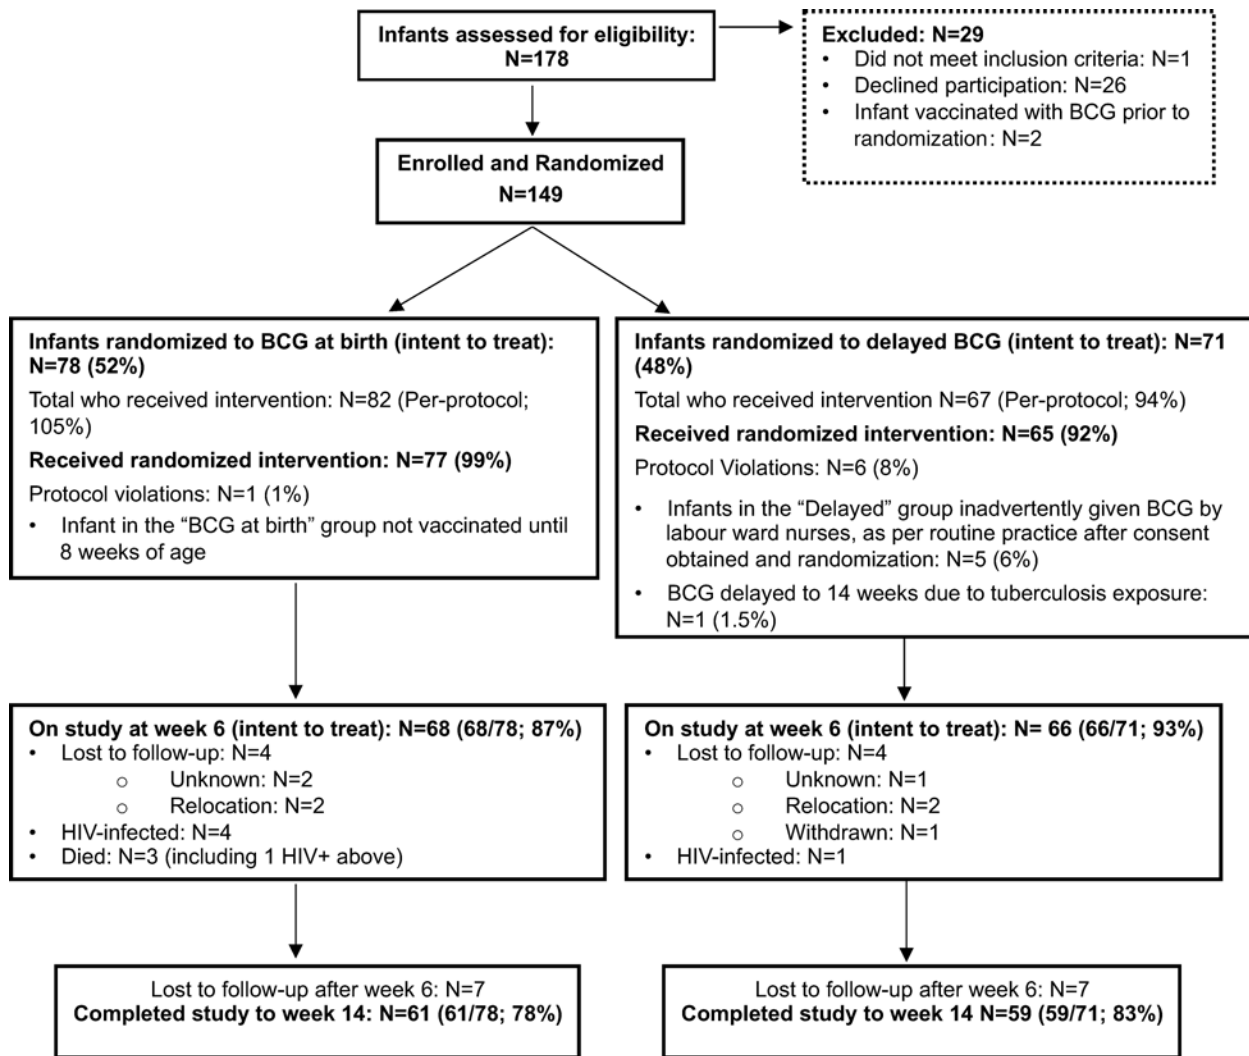 Infants assessed for eligibility:
N=178
Excluded: N=29
• Did not meet inclusion criteria: N=1
• Declined participation: N=26
• Infant vaccinated with BCG prior to
randomization: N=2
Enrolled and Randomized
N=149
Infants randomized to BCG at birth (intent to treat):
N=78 (52%)
Total who received intervention: N=82 (Per-protocol;
105%)
Received randomized intervention: N=77 (99%)
Protocol violations: N=1 (1%)
• Infant in the “BCG at birth” group not vaccinated until
8 weeks of age
Infants randomized to delayed BCG (intent to treat): N=71
(48%)
Total who received intervention N=67 (Per-protocol; 94%)
Received randomized intervention: N=65 (92%)
Protocol Violations: N=6 (8%)
• Infants in the “Delayed” group inadvertently given BCG by
labour ward nurses, as per routine practice after consent
obtained and randomization: N=5 (6%)
• BCG delayed to 14 weeks due to tuberculosis exposure:
N=1 (1.5%)
On study at week 6 (intent to treat): N=68 (68/78; 87%)
• Lost to follow-up: N=4
o Unknown: N=2
o Relocation: N=2
• HIV-infected: N=4
• Died: N=3 (including 1 HIV+ above)
On study at week 6 (intent to treat): N= 66 (66/71; 93%)
• Lost to follow-up: N=4
o Unknown: N=1
o Relocation: N=2
o Withdrawn: N=1
• HIV-infected: N=1
Lost to follow-up after week 6: N=7
Completed study to week 14: N=61 (61/78; 78%)
Lost to follow-up after week 6: N=7
Completed study to week 14 N=59 (59/71; 83%)